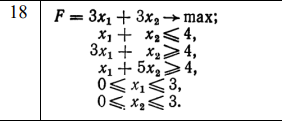 18
F = 3x₁ + 3x₂ → max;
x₁ + x₂ ⩽ 4,
3x₁ + x₂ ⩾ 4,
x₁ + 5x₂ ⩾ 4,
0 ⩽ x₁ ⩽ 3,
0 ⩽ x₂ ⩽ 3.